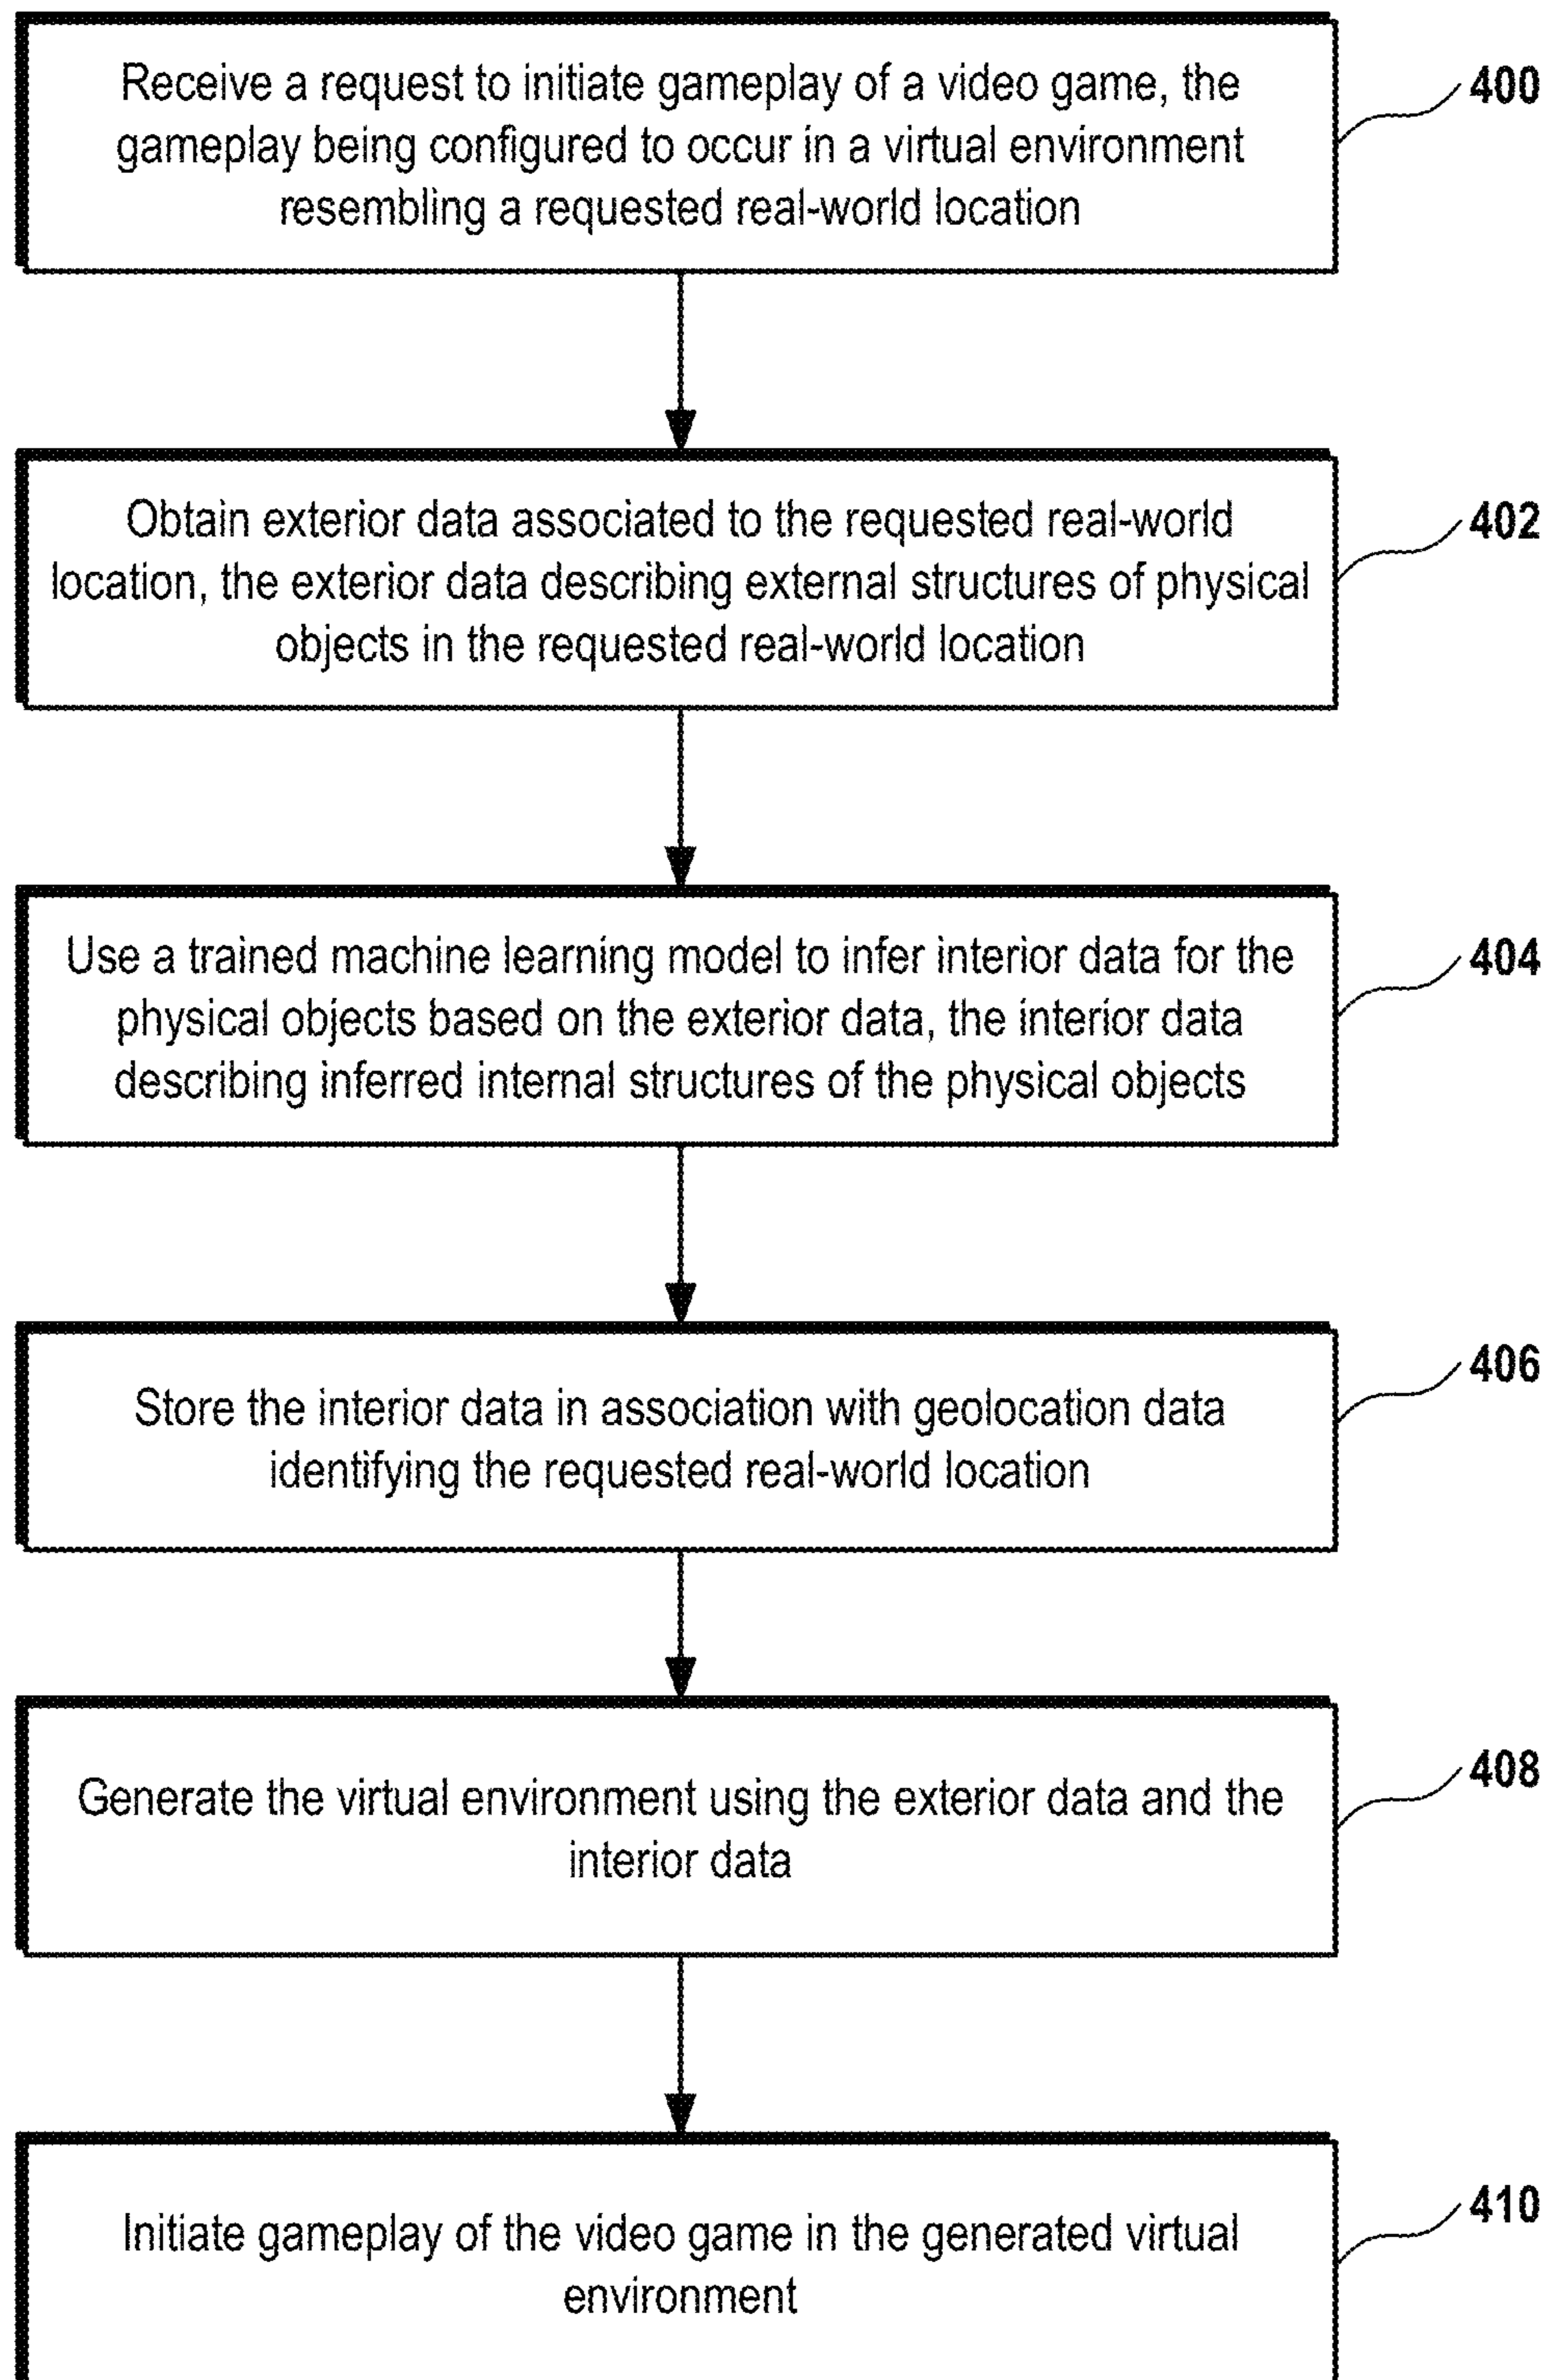 Receive a request to initiate gameplay of a video game, the
gameplay being configured to occur in a virtual environment
resembling a requested real-world location
400
Obtain exterior data associated to the requested real-world
location, the exterior data describing external structures of physical
objects in the requested real-world location
402
Use a trained machine learning model to infer interior data for the
physical objects based on the exterior data, the interior data
describing inferred internal structures of the physical objects
404
Store the interior data in association with geolocation data
identifying the requested real-world location
406
Generate the virtual environment using the exterior data and the
interior data
408
Initiate gameplay of the video game in the generated virtual
environment
410